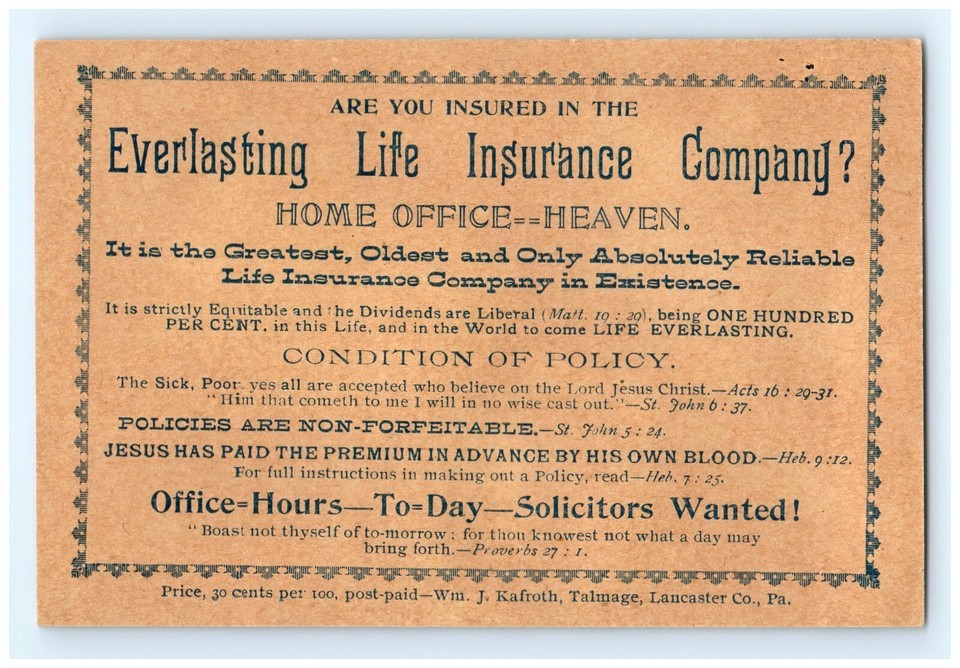 ARE YOU INSURED IN THE
Everlasting Life Insurance Company?
HOME OFFICE==HEAVEN.
It is the Greatest, Oldest and Only Absolutely Reliable
Life Insurance Company in Existence.
It is strictly Equitable and the Dividends are Liberal (Matt. 19 : 29), being ONE HUNDRED
PER CENT. in this Life, and in the World to come LIFE EVERLASTING.
CONDITION OF POLICY.
The Sick, Poor, yes all are accepted who believe on the Lord Jesus Christ.—Acts 16 : 29-31.
"Him that cometh to me I will in no wise cast out."—St. John 6 : 37.
POLICIES ARE NON-FORFEITABLE.—St. John 5 : 24.
JESUS HAS PAID THE PREMIUM IN ADVANCE BY HIS OWN BLOOD.—Heb. 9 :12.
For full instructions in making out a Policy, read—Heb. 7 : 25.
Office=Hours—To=Day—Solicitors Wanted!
"Boast not thyself of to-morrow : for thou knowest not what a day may
bring forth.—Proverbs 27 : 1.
Price, 30 cents per 100, post-paid—Wm. J. Kafroth, Talmage, Lancaster Co., Pa.